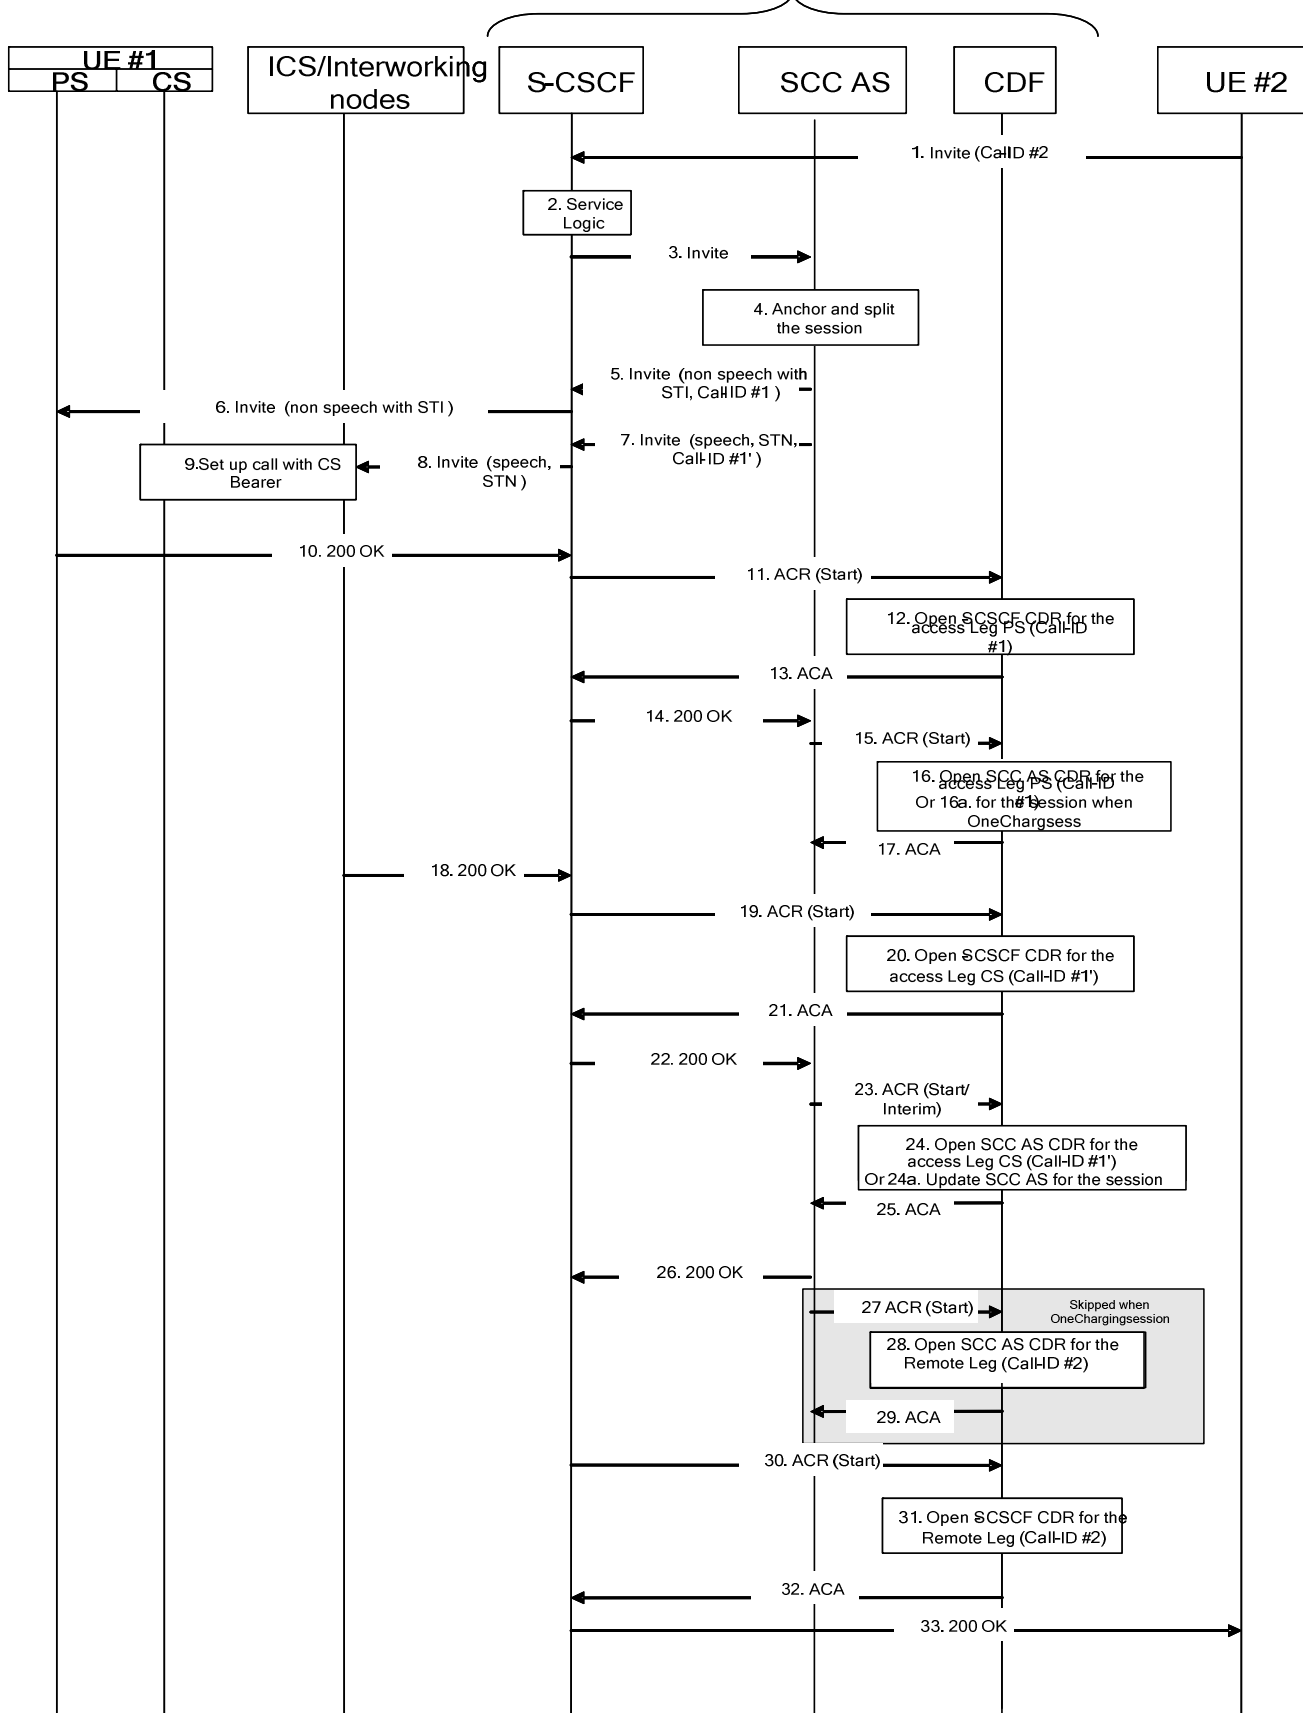 UE #1
PS
CS
ICS/Interworking
nodes
S-CSCF
SCC AS
CDF
UE #2
1. Invite (Call-ID #2
2. Service
Logic
3. Invite
4. Anchor and split
the session
5. Invite (non speech with
STI, Call-ID #1 )
6. Invite (non speech with STI )
7. Invite (speech, STN,
Call-ID #1' )
8. Invite (speech,
STN )
9.Set up call with CS
Bearer
10. 200 OK
11. ACR (Start)
12. Open SCSCF CDR for the
access Leg PS (Call-ID
#1)
13. ACA
14. 200 OK
15. ACR (Start)
16. Open SCC AS CDR for the
access Leg PS (Call-ID
#1)
Or 16a. for the session when
OneChargsess
17. ACA
18. 200 OK
19. ACR (Start)
20. Open SCSCF CDR for the
access Leg CS (Call-ID #1')
21. ACA
22. 200 OK
23. ACR (Start/
Interim)
24. Open SCC AS CDR for the
access Leg CS (Call-ID #1')
Or 24a. Update SCC AS for the session
25. ACA
26. 200 OK
27 ACR (Start)
Skipped when
OneChargingsession
28. Open SCC AS CDR for the
Remote Leg (Call-ID #2)
29. ACA
30. ACR (Start)
31. Open SCSCF CDR for the
Remote Leg (Call-ID #2)
32. ACA
33. 200 OK